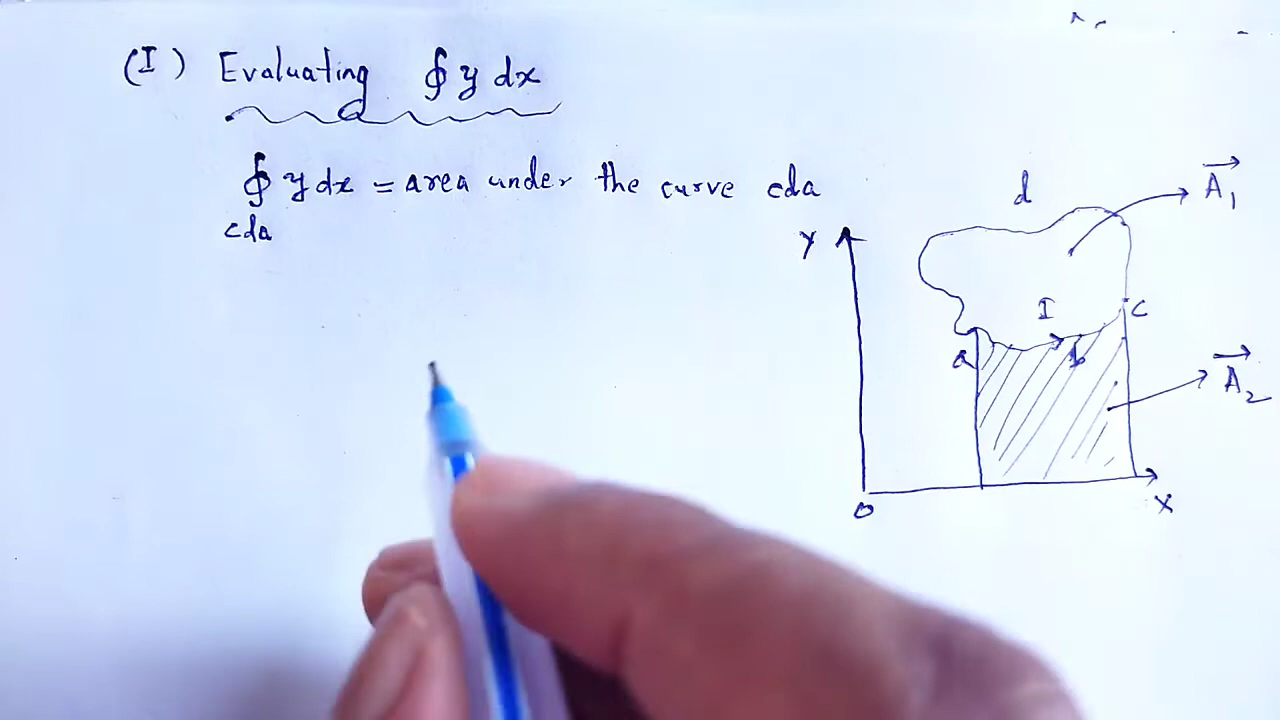 (I) Evaluating ∮ y dx
∮ y dx = area under the curve cda
cda
d
A⃗₁
Y
I
c
a
b
A⃗₂
O
X